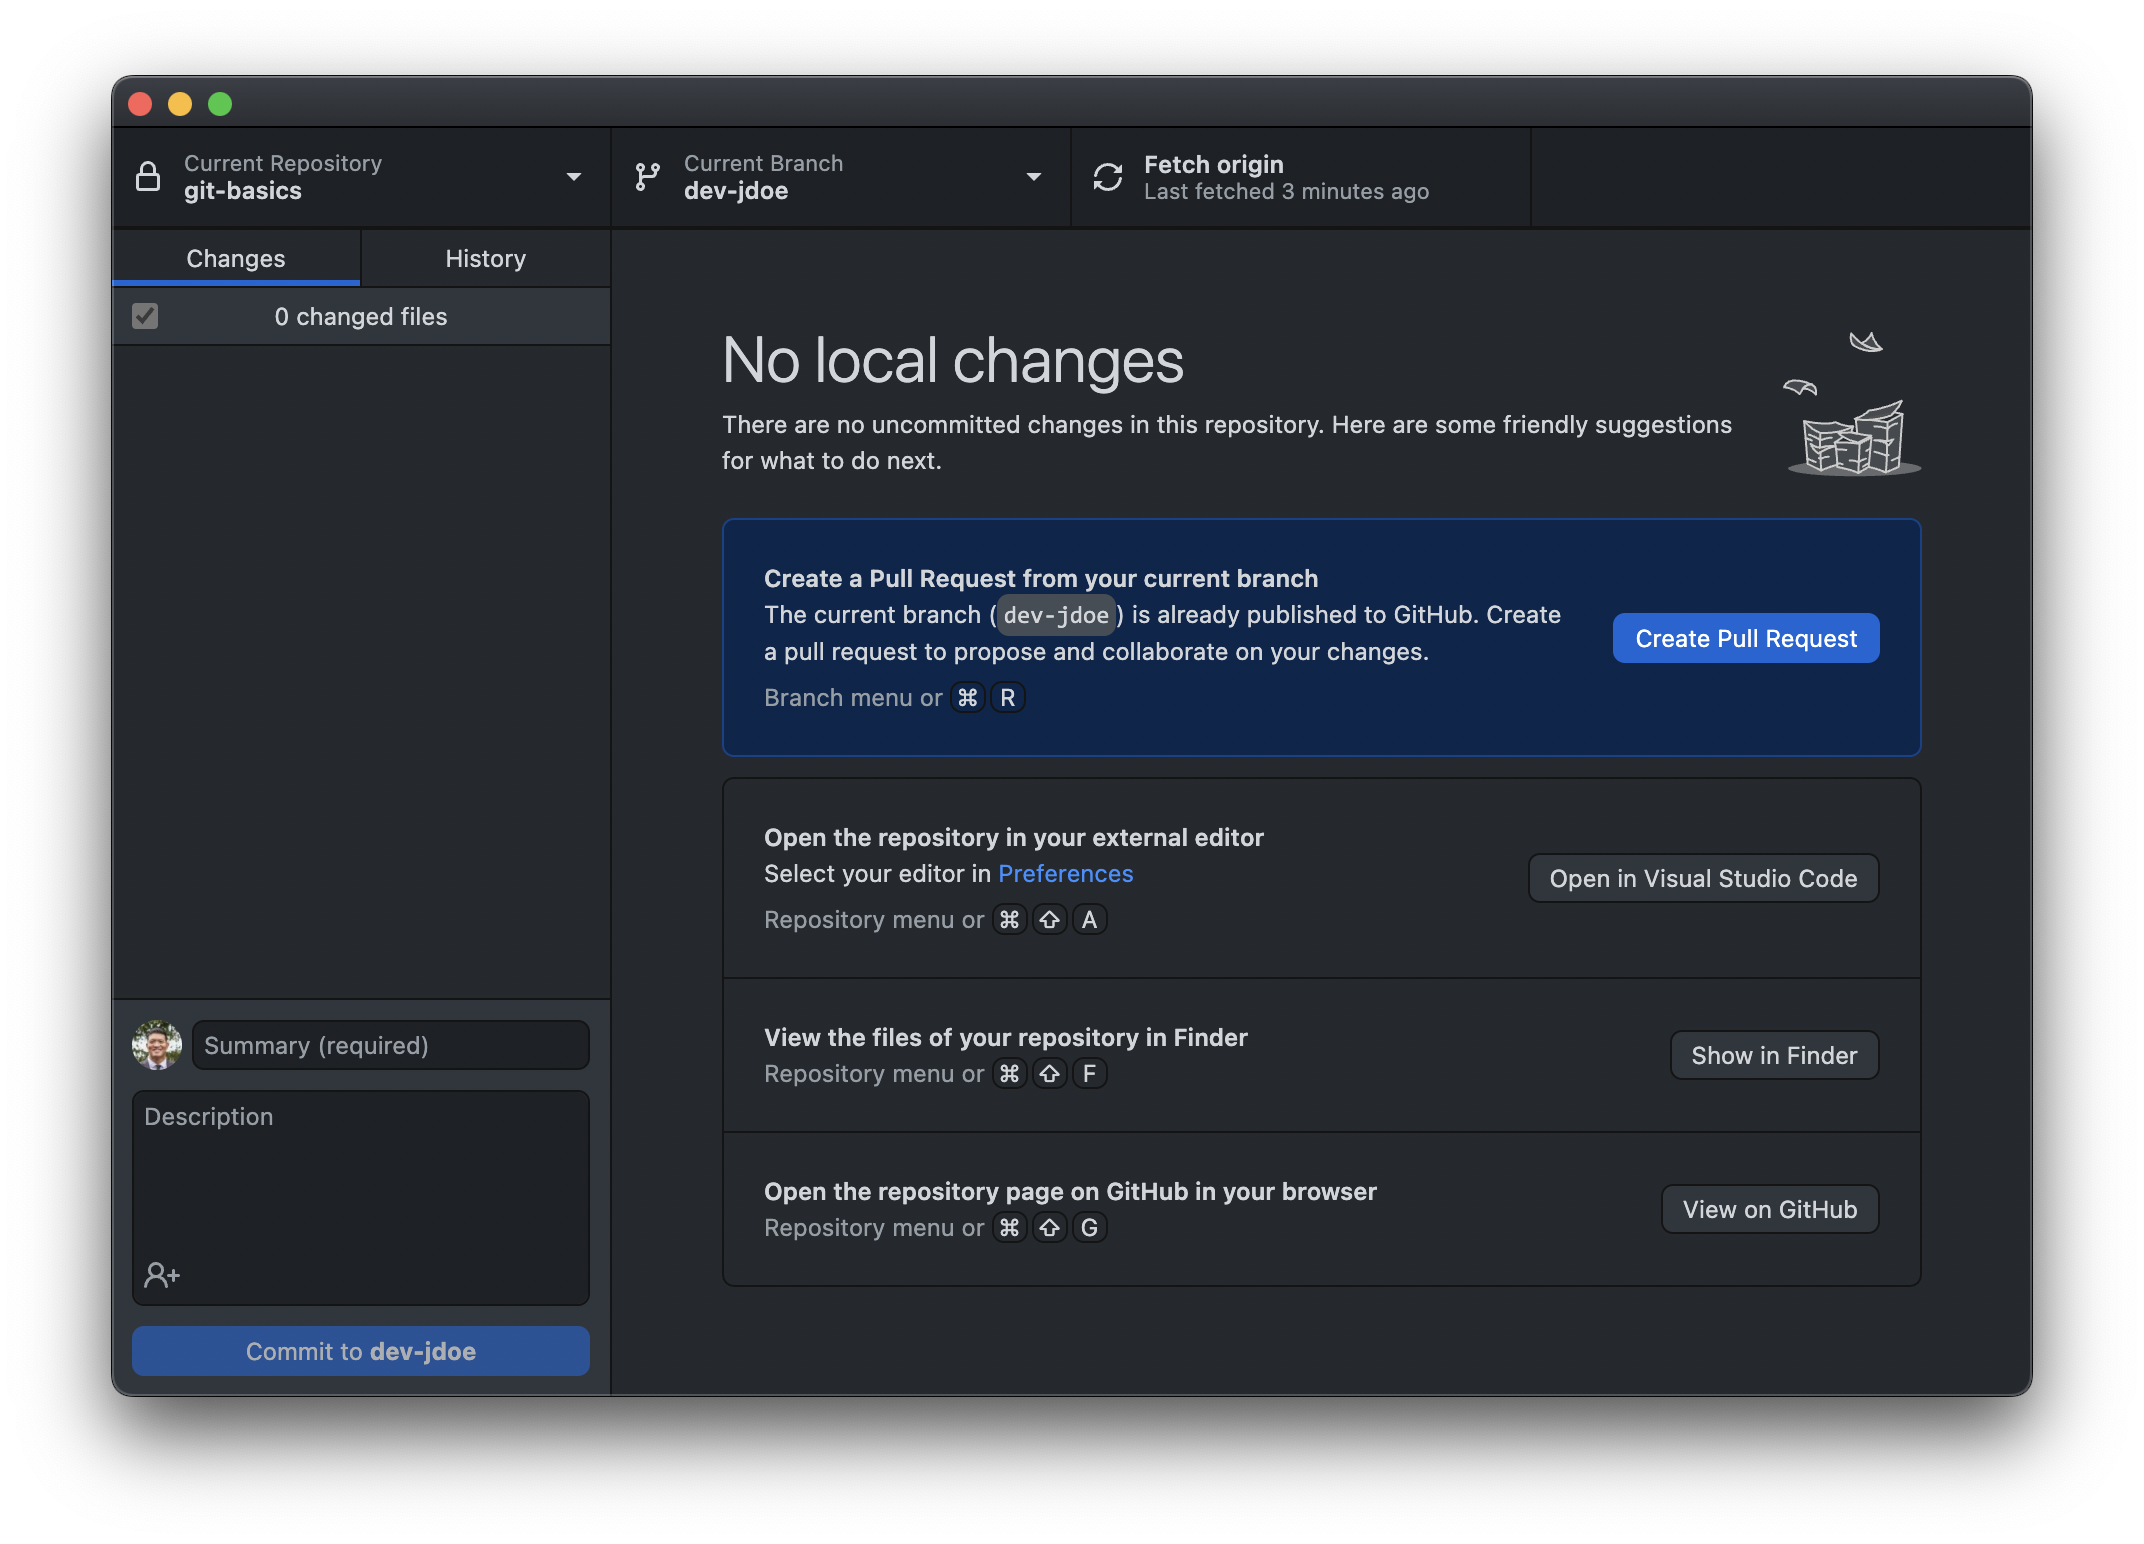 Current Repository
git-basics
Current Branch
dev-jdoe
Fetch origin
Last fetched 3 minutes ago
Changes
History
0 changed files
No local changes
There are no uncommitted changes in this repository. Here are some friendly suggestions
for what to do next.
Create a Pull Request from your current branch
The current branch (dev-jdoe) is already published to GitHub. Create
a pull request to propose and collaborate on your changes.
Branch menu or ⌘ R
Create Pull Request
Open the repository in your external editor
Select your editor in Preferences
Repository menu or ⌘ ⇧ A
Open in Visual Studio Code
View the files of your repository in Finder
Repository menu or ⌘ ⇧ F
Show in Finder
Open the repository page on GitHub in your browser
Repository menu or ⌘ ⇧ G
View on GitHub
Summary (required)
Description
Commit to dev-jdoe